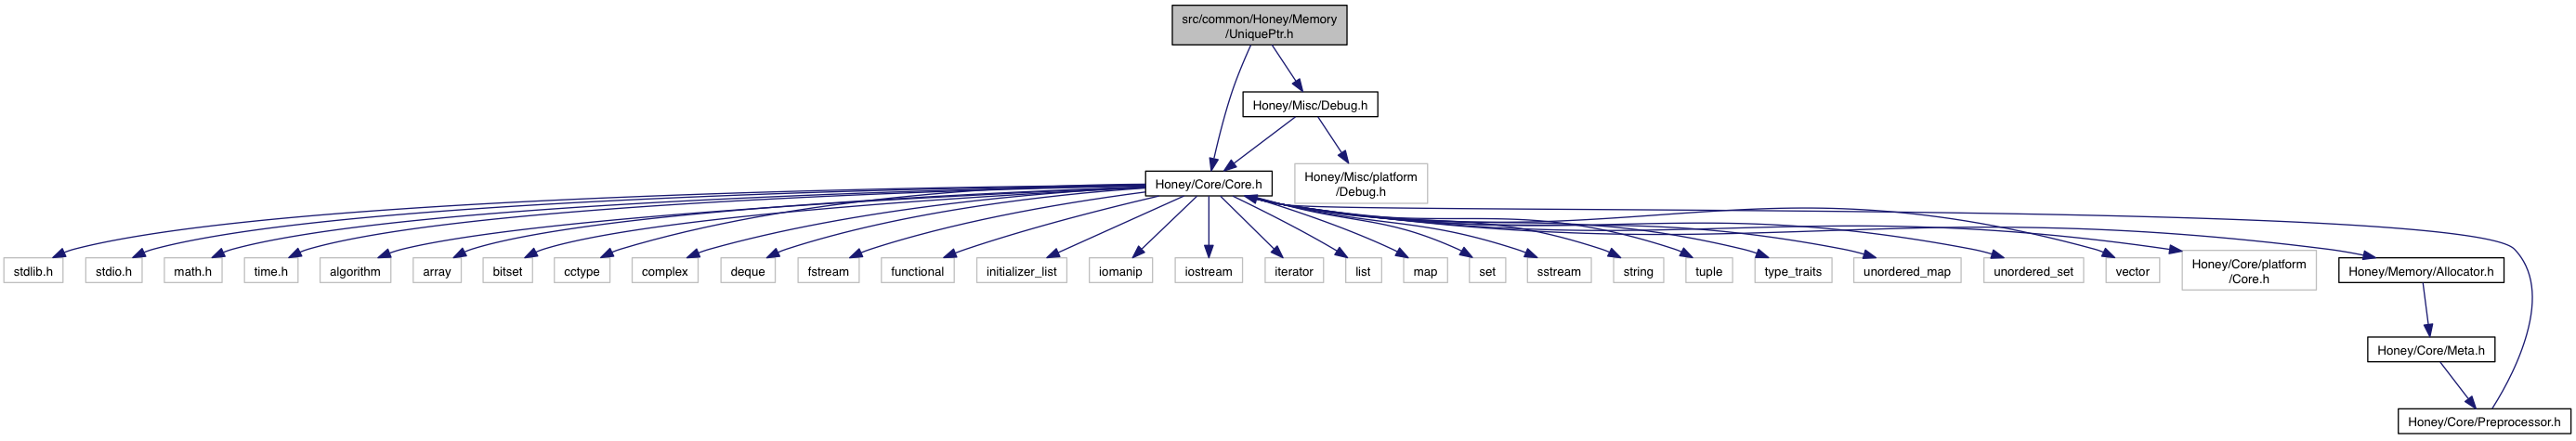 src/common/Honey/Memory
/UniquePtr.h
Honey/Misc/Debug.h
Honey/Core/Core.h
Honey/Misc/platform
/Debug.h
stdlib.h
stdio.h
math.h
time.h
algorithm
array
bitset
cctype
complex
deque
fstream
functional
initializer_list
iomanip
iostream
iterator
list
map
set
sstream
string
tuple
type_traits
unordered_map
unordered_set
vector
Honey/Core/platform
/Core.h
Honey/Memory/Allocator.h
Honey/Core/Meta.h
Honey/Core/Preprocessor.h